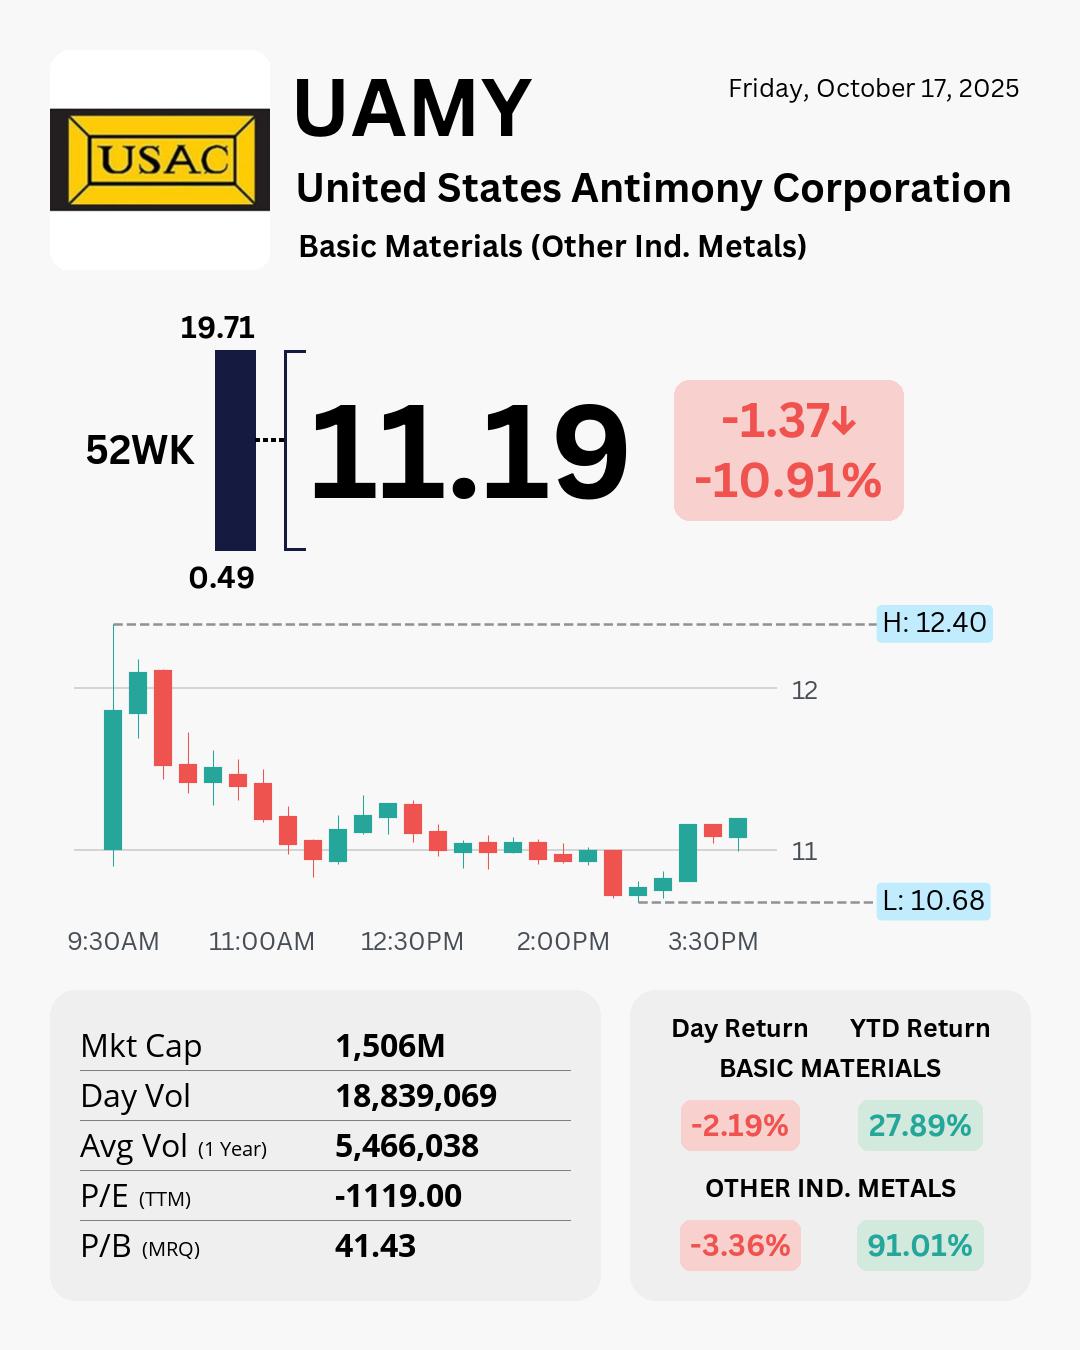 USAC
UAMY
Friday, October 17, 2025
United States Antimony Corporation
Basic Materials (Other Ind. Metals)
19.71
52WK
0.49
11.19
-1.37↓
-10.91%
H: 12.40
12
11
L: 10.68
9:30AM 11:00AM 12:30PM 2:00PM 3:30PM
Mkt Cap 1,506M
Day Vol 18,839,069
Avg Vol (1 Year) 5,466,038
P/E (TTM) -1119.00
P/B (MRQ) 41.43
Day Return YTD Return
BASIC MATERIALS
-2.19% 27.89%
OTHER IND. METALS
-3.36% 91.01%